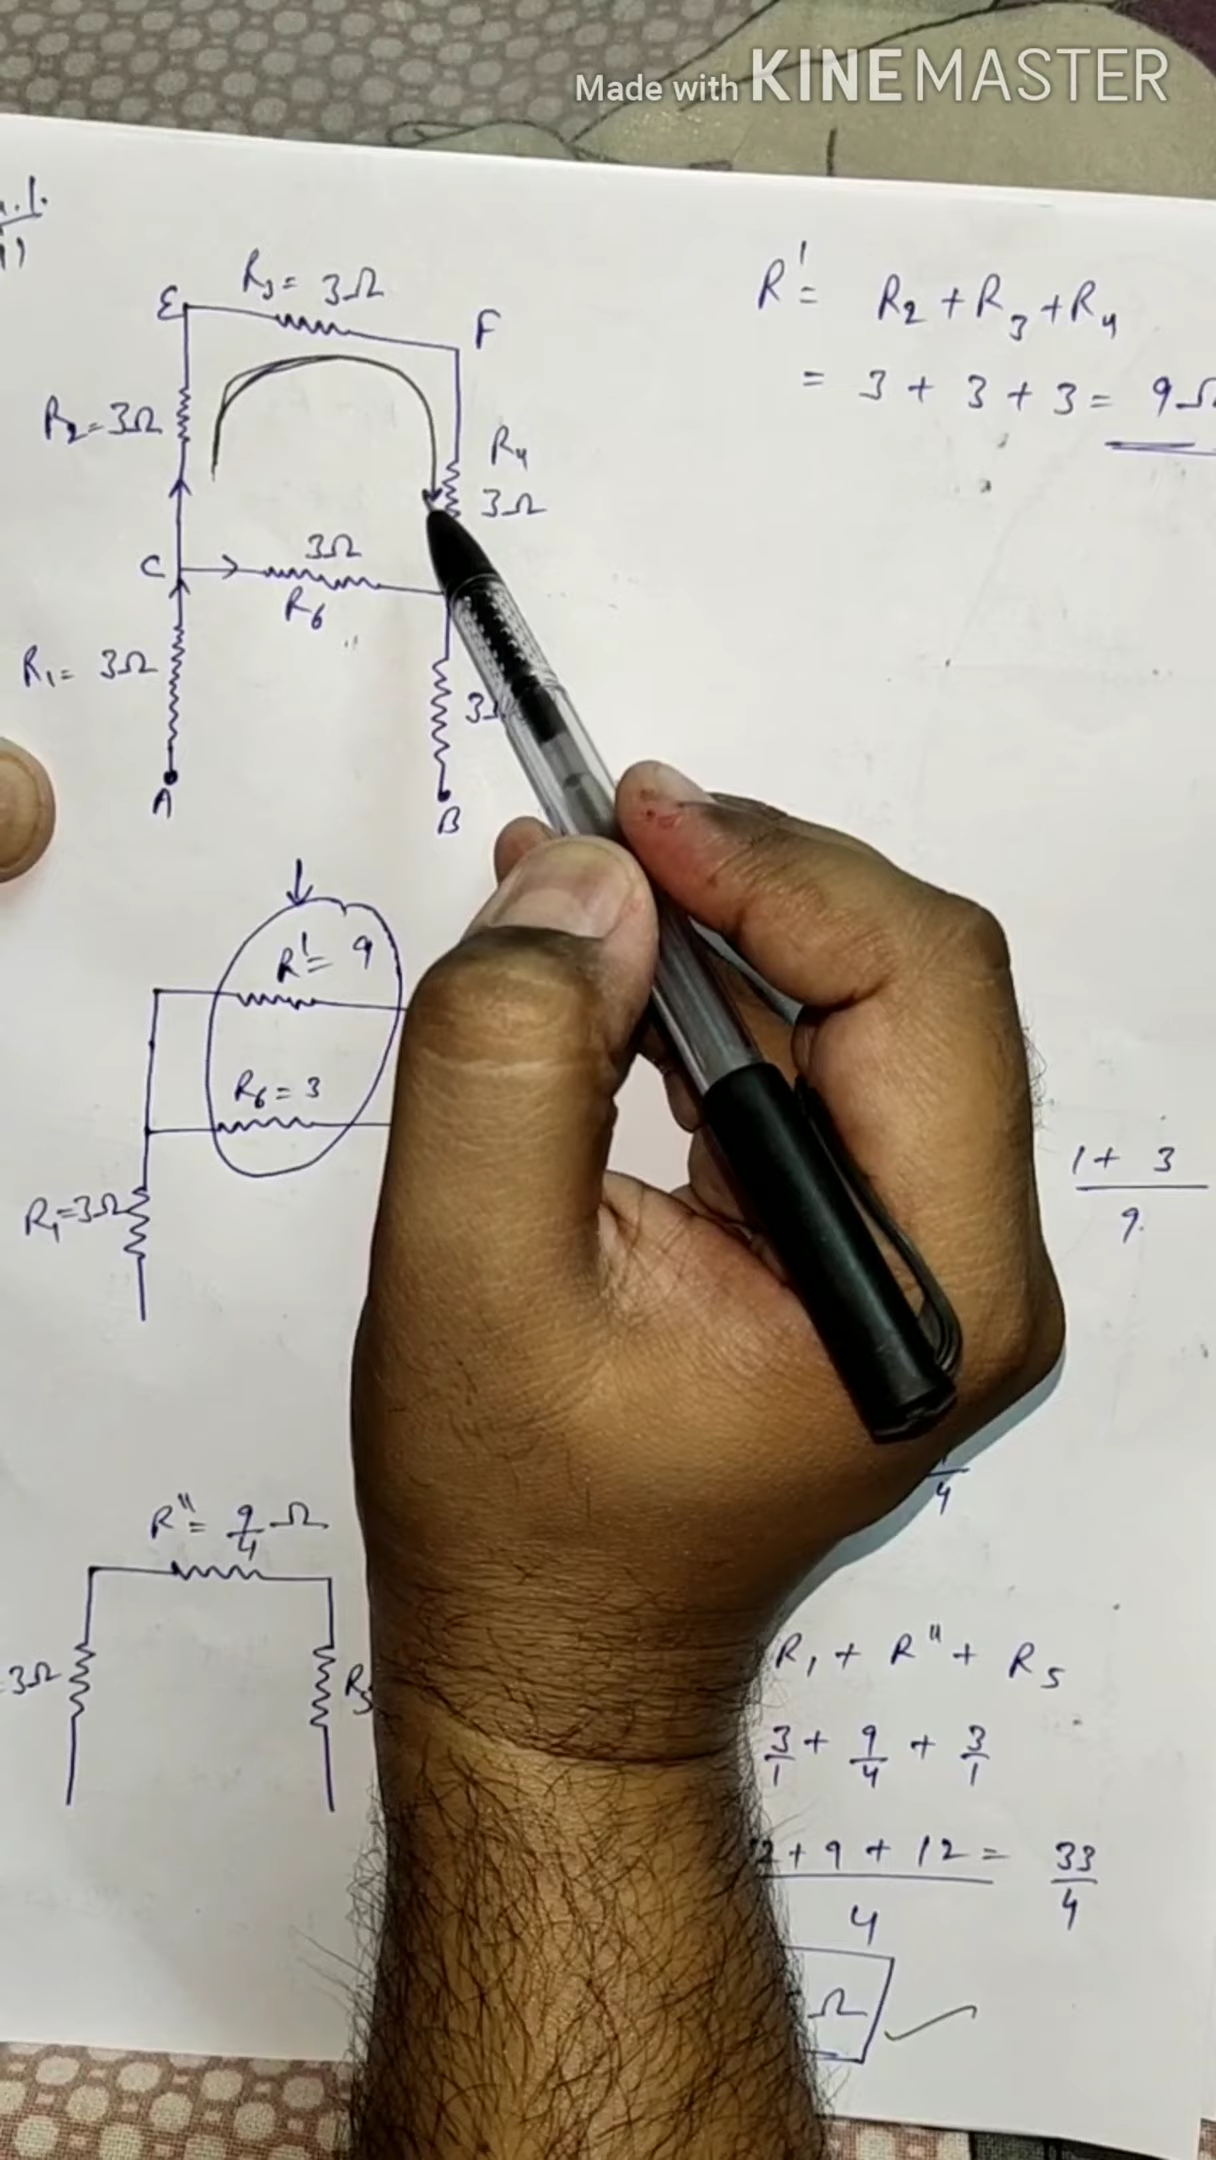 Made with KINEMASTER
R₃ = 3Ω
E
F
R₂ = 3Ω
R₄
3Ω
C
3Ω
R₆
R₁ = 3Ω
A
B
R' = R₂ + R₃ + R₄
= 3 + 3 + 3 = 9Ω
R' = 9
R₆ = 3
R₁ = 3Ω
1 + 3
9
4
R'' = 9/4 Ω
3Ω
R₁ + R'' + R₅
3/1 + 9/4 + 3/1
+ 9 + 12 = 33/4
4
Ω